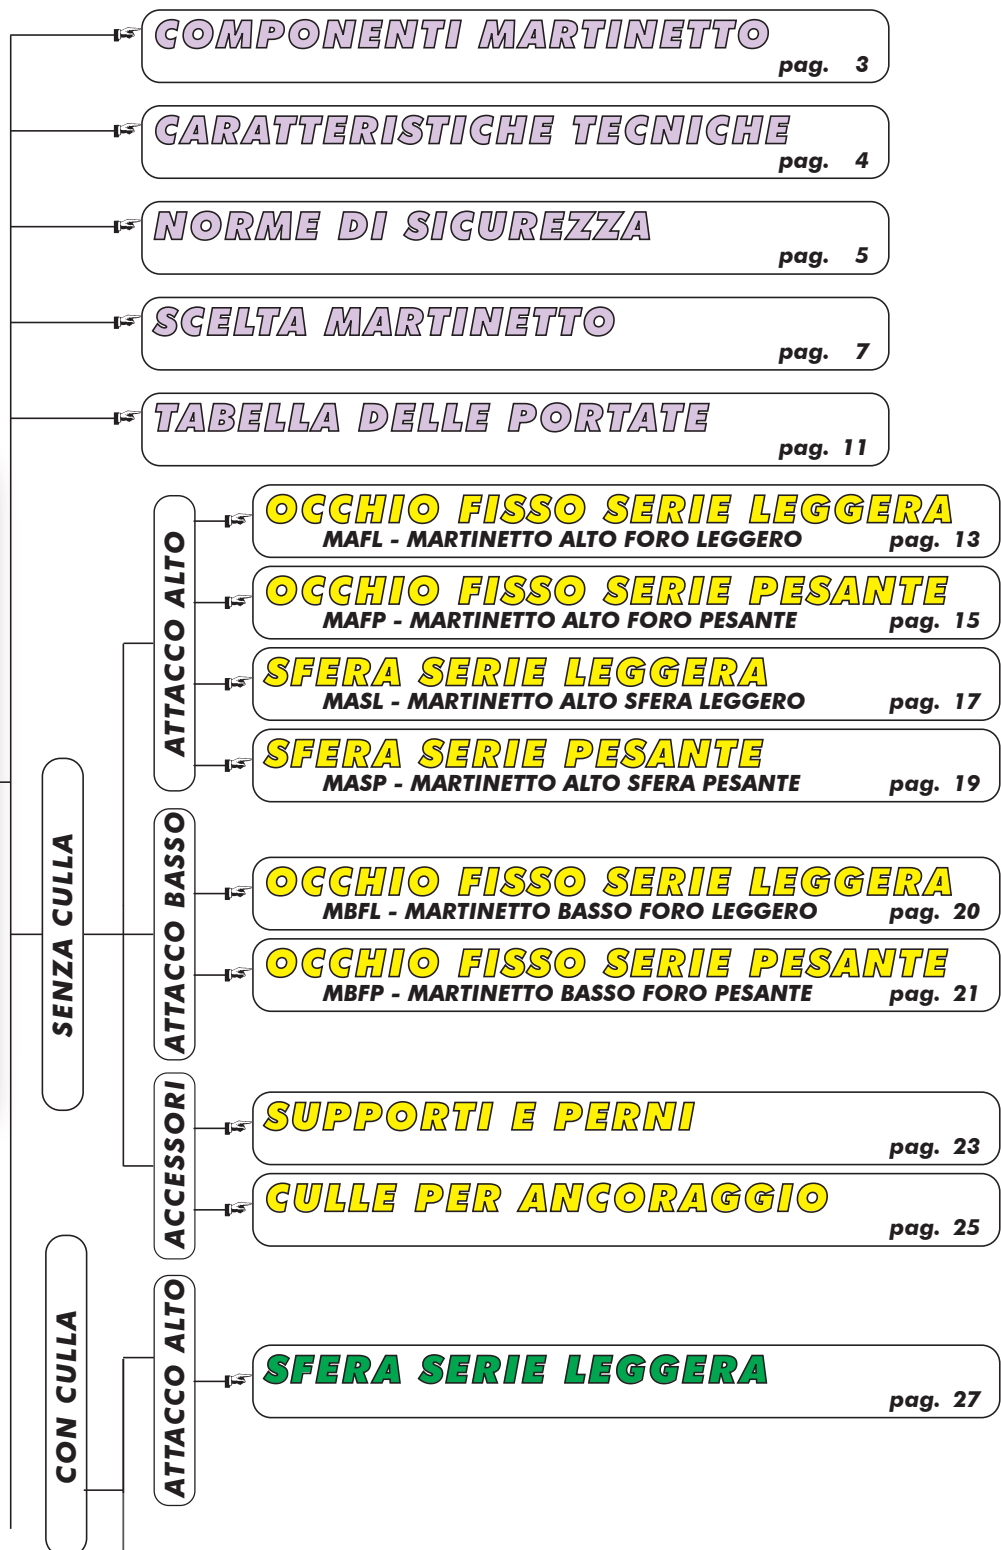 COMPONENTI MARTINETTO
pag. 3
CARATTERISTICHE TECNICHE
pag. 4
NORME DI SICUREZZA
pag. 5
SCELTA MARTINETTO
pag. 7
TABELLA DELLE PORTATE
pag. 11
SENZA CULLA
ATTACCO ALTO
OCCHIO FISSO SERIE LEGGERA
MAFL - MARTINETTO ALTO FORO LEGGERO pag. 13
OCCHIO FISSO SERIE PESANTE
MAFP - MARTINETTO ALTO FORO PESANTE pag. 15
SFERA SERIE LEGGERA
MASL - MARTINETTO ALTO SFERA LEGGERO pag. 17
SFERA SERIE PESANTE
MASP - MARTINETTO ALTO SFERA PESANTE pag. 19
ATTACCO BASSO
OCCHIO FISSO SERIE LEGGERA
MBFL - MARTINETTO BASSO FORO LEGGERO pag. 20
OCCHIO FISSO SERIE PESANTE
MBFP - MARTINETTO BASSO FORO PESANTE pag. 21
ACCESSORI
SUPPORTI E PERNI
pag. 23
CULLE PER ANCORAGGIO
pag. 25
CON CULLA
ATTACCO ALTO
SFERA SERIE LEGGERA
pag. 27